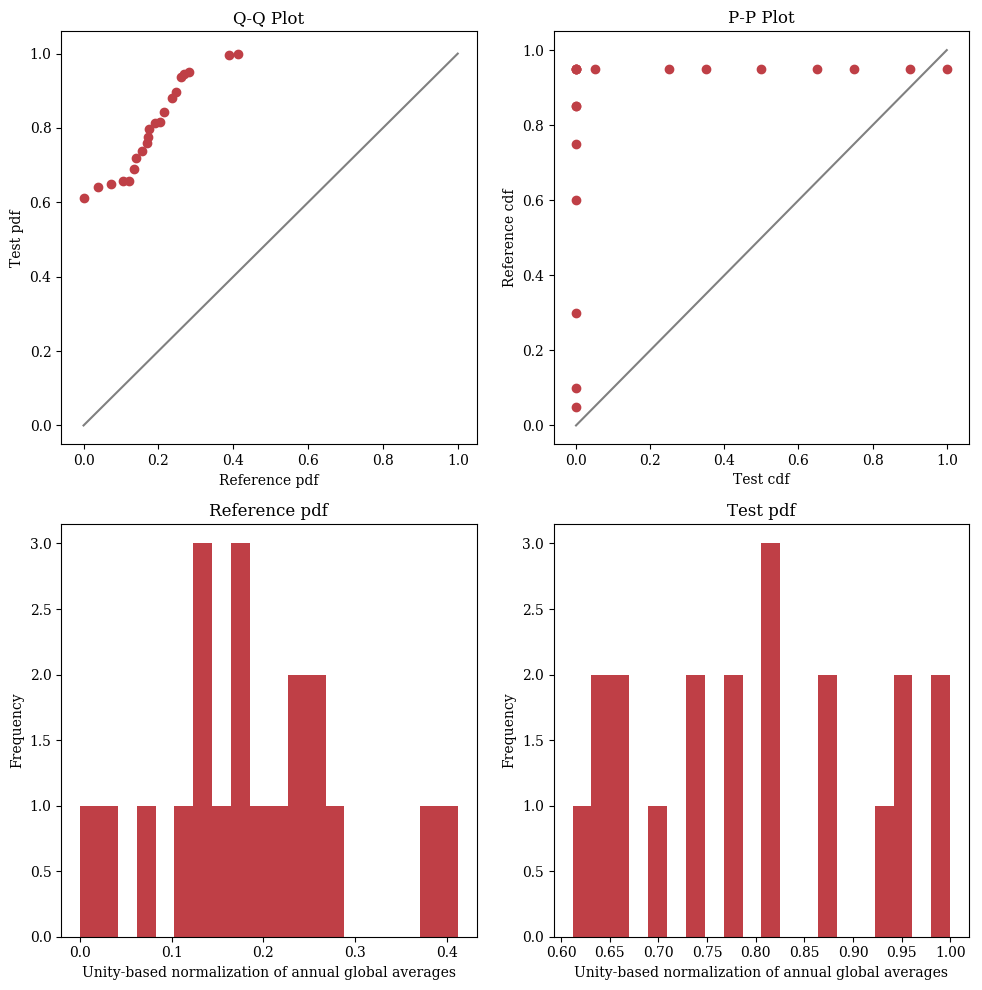 Q-Q Plot
Test pdf
1.0
0.8
0.6
0.4
0.2
0.0
0.0 0.2 0.4 0.6 0.8 1.0
Reference pdf
P-P Plot
Reference cdf
1.0
0.8
0.6
0.4
0.2
0.0
0.0 0.2 0.4 0.6 0.8 1.0
Test cdf
Reference pdf
Frequency
3.0
2.5
2.0
1.5
1.0
0.5
0.0
0.0 0.1 0.2 0.3 0.4
Unity-based normalization of annual global averages
Test pdf
Frequency
3.0
2.5
2.0
1.5
1.0
0.5
0.0
0.60 0.65 0.70 0.75 0.80 0.85 0.90 0.95 1.00
Unity-based normalization of annual global averages